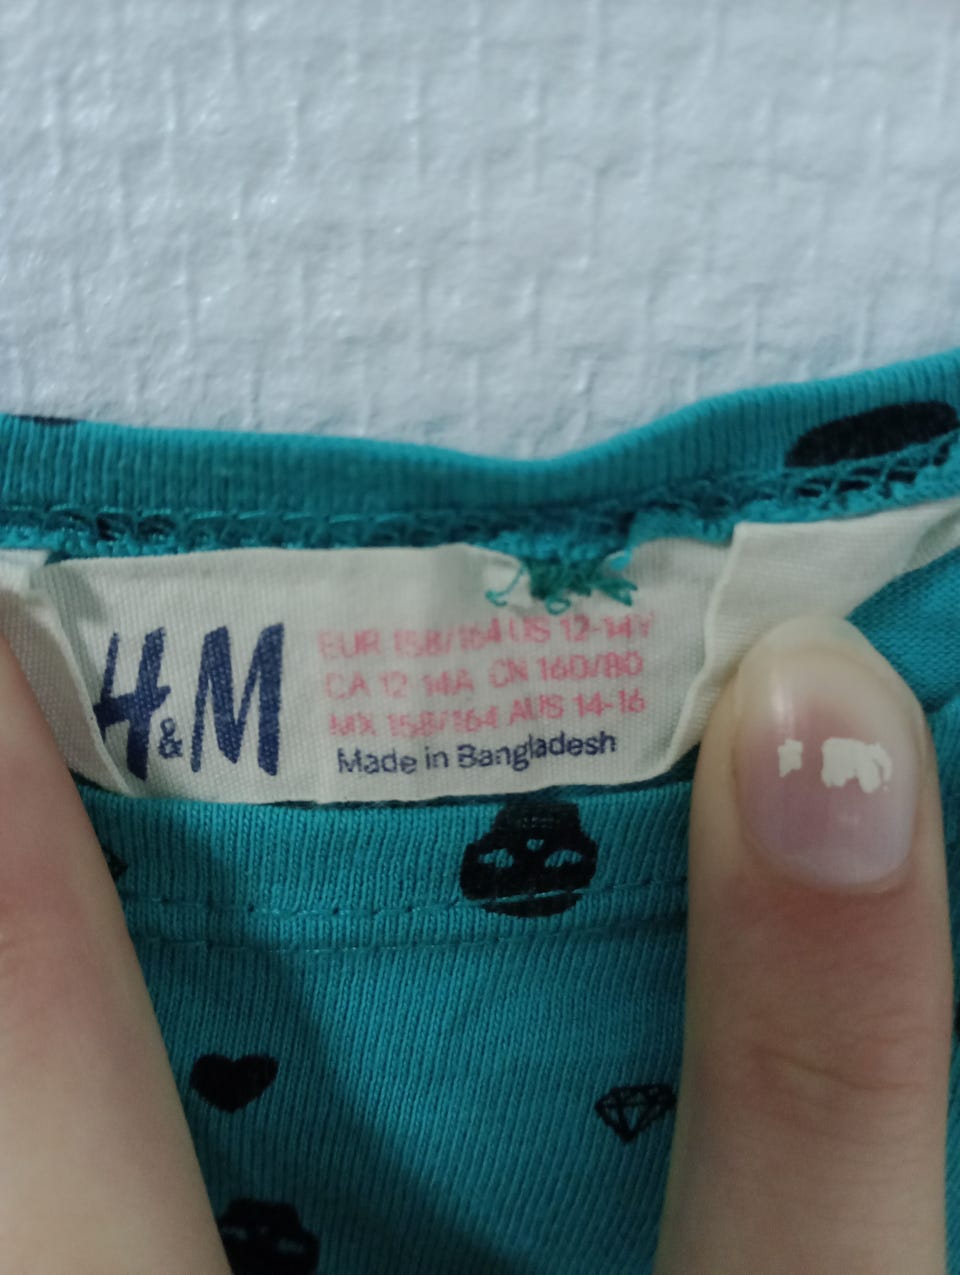 H&M
EUR 158/164 US 12-14Y
CA 12-14A CN 160/80
MX 158/164 AUS 14-16
Made in Bangladesh